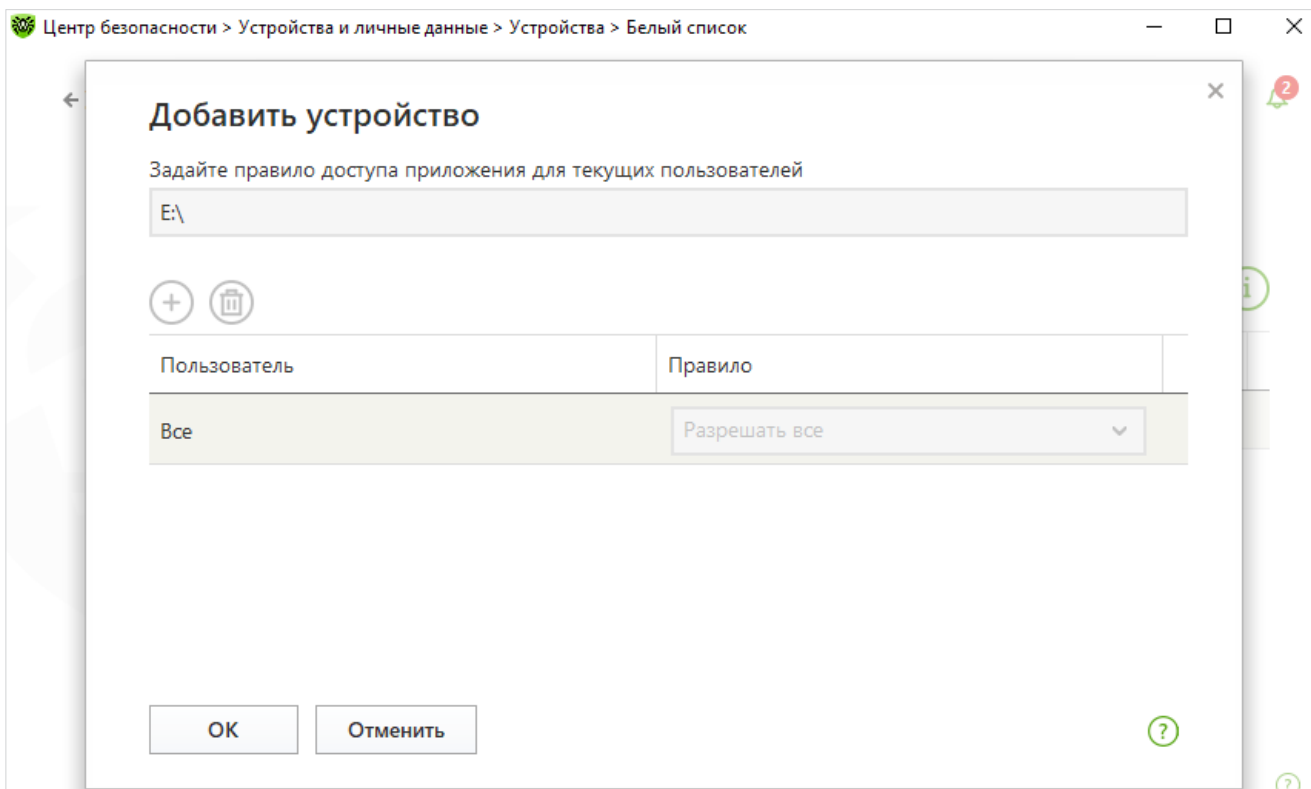 Центр безопасности > Устройства и личные данные > Устройства > Белый список
2
Добавить устройство
Задайте правило доступа приложения для текущих пользователей
E:\
i
Пользователь Правило
Все Разрешать все
ОК Отменить ?
?